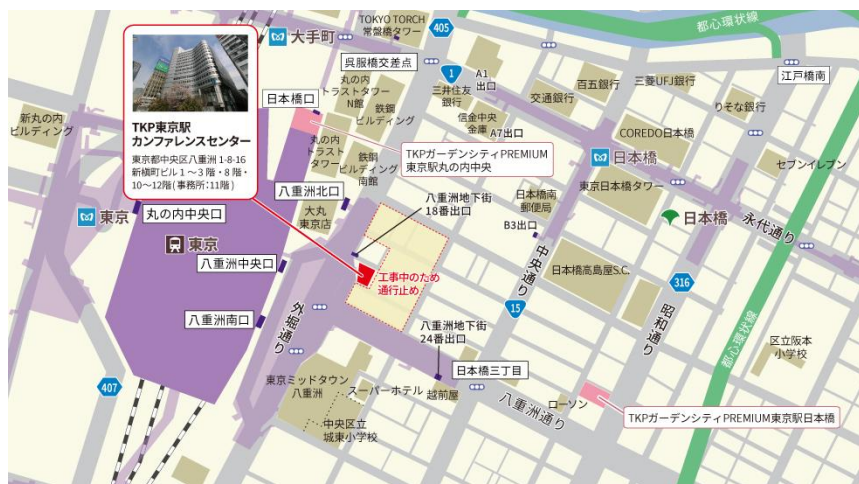 TOKYO TORCH
常盤橋タワー
405
都心環状線
大手町
呉服橋交差点
1
A1
出口
江戸橋南
三井住友
銀行
交通銀行
百五銀行
三菱UFJ銀行
りそな銀行
丸の内
トラストタワー
N館
日本橋口
鉄鋼
ビルディング
信金中央
金庫
A7出口
COREDO日本橋
新丸の内
ビルディング
TKP東京駅
カンファレンスセンター
東京都中央区八重洲 1-8-16
新槇町ビル 1 ～ 3 階・8 階・
10～12階 ( 事務所：11階 )
丸の内
トラスト
タワー
TKPガーデンシティPREMIUM
東京駅丸の内中央
日本橋
セブンイレブン
鉄鋼
ビルディング
南館
八重洲北口
東京日本橋タワー
日本橋南
郵便局
八重洲地下街
18番出口
大丸
東京店
丸の内中央口
東京
東京
B3出口
日本橋
永代通り
中央通り
八重洲中央口
工事中のため
通行止め
日本橋高島屋S.C.
316
昭和通り
15
八重洲南口
外堀通り
八重洲地下街
24番出口
都心環状線
区立阪本
小学校
日本橋三丁目
407
東京ミッドタウン
八重洲
スーパーホテル
越前屋
八重洲通り
ローソン
TKPガーデンシティPREMIUM東京駅日本橋
中央区立
城東小学校